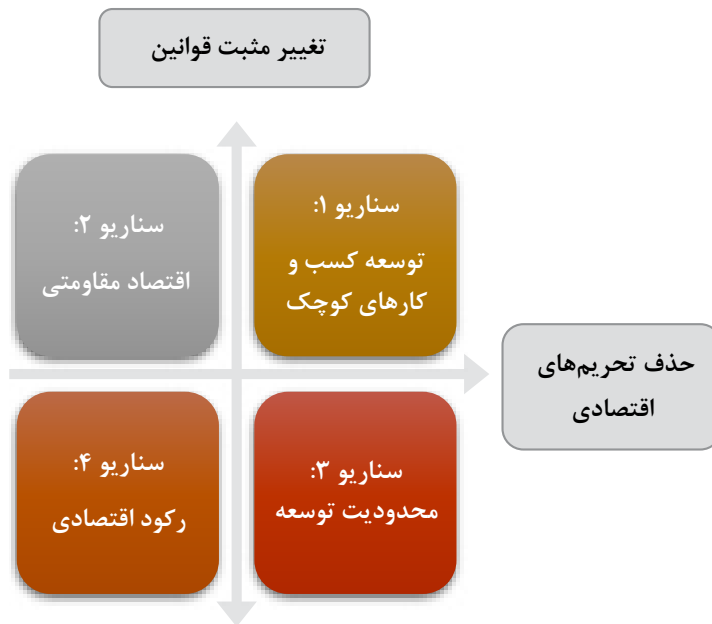 تغییر مثبت قوانین
سناریو ۱:
توسعه کسب و
کارهای کوچک
سناریو ۲:
اقتصاد مقاومتی
حذف تحریم‌های
اقتصادی
سناریو ۳:
محدودیت توسعه
سناریو ۴:
رکود اقتصادی